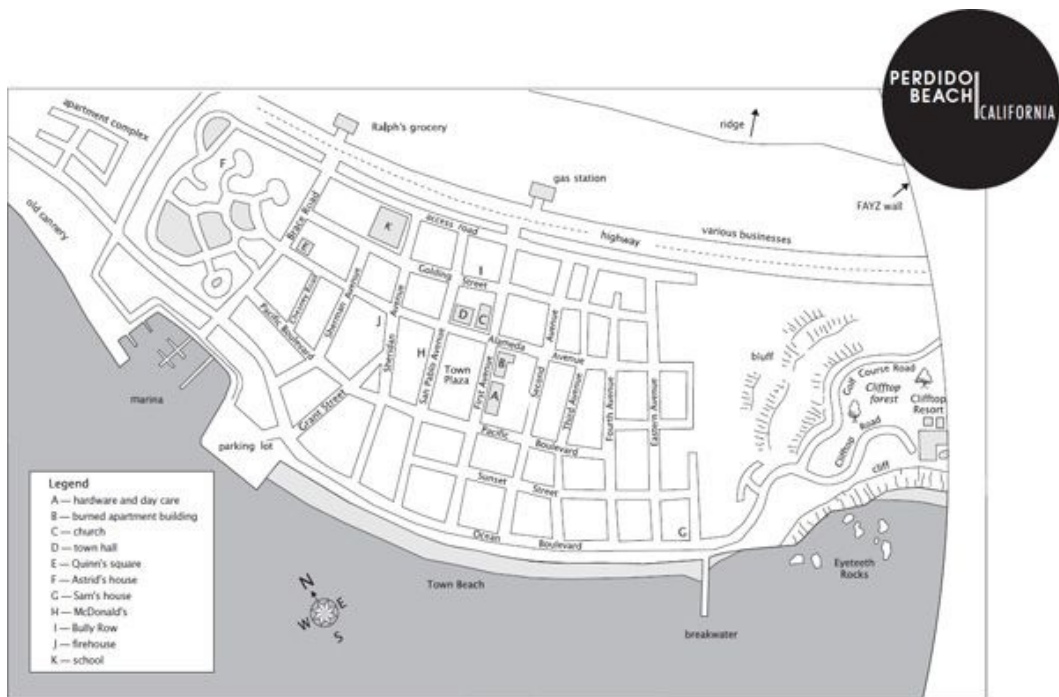 PERDIDO
BEACH
CALIFORNIA
apartment complex
Ralph's grocery
ridge
F
gas station
FAYZ wall
old cannery
Brace Road
K
access road
highway
various businesses
E
Golding
Street
I
Chesney Road
Sherman Avenue
Avenue
Sheridan
J
D
C
Alameda
Avenue
Avenue
Pacific Boulevard
H
San Pablo Avenue
Town
Plaza
First Avenue
B
A
Second
Third Avenue
Fourth Avenue
Eastern Avenue
bluff
Golf
Course Road
Clifftop
forest
Clifftop
Resort
Clifftop
Road
cliff
marina
Grant Street
Pacific
Boulevard
parking lot
Sunset
Street
Ocean
Boulevard
G
Legend
A — hardware and day care
B — burned apartment building
C — church
D — town hall
E — Quinn's square
F — Astrid's house
G — Sam's house
H — McDonald's
I — Bully Row
J — firehouse
K — school
Eyeteeth
Rocks
Town Beach
N
E
W
S
breakwater